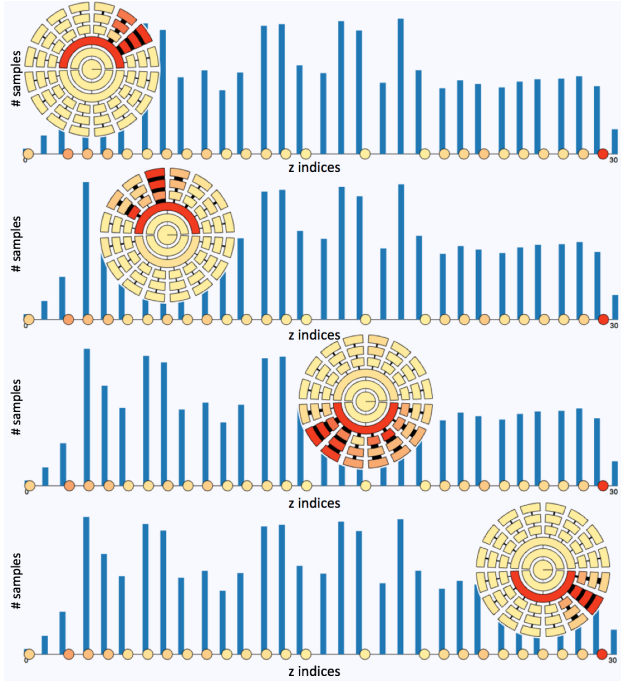 # samples
z indices
0
30
# samples
z indices
0
30
# samples
z indices
0
30
# samples
z indices
0
30